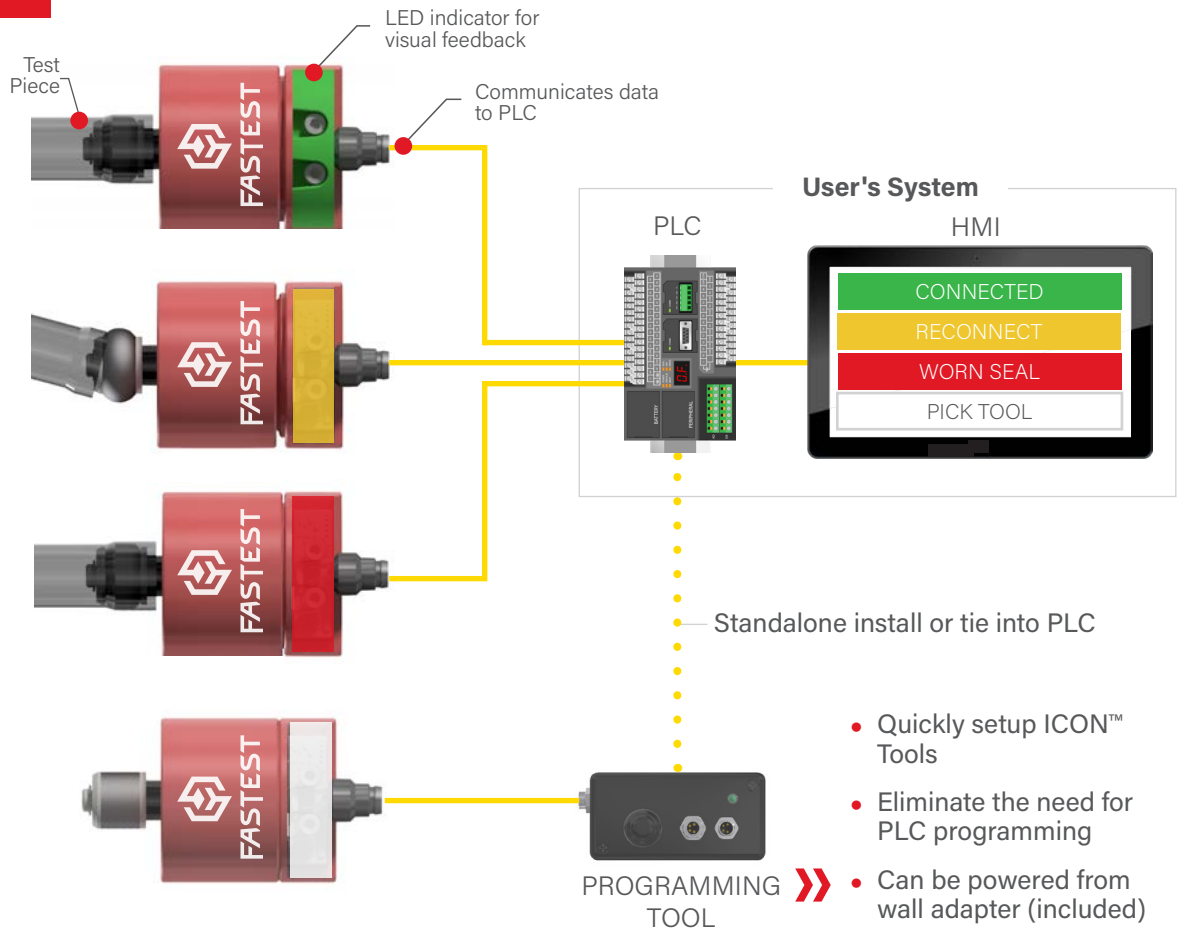 LED indicator for
visual feedback
Test
Piece
Communicates data
to PLC
FASTEST
FASTEST
FASTEST
FASTEST
User's System
PLC
HMI
BATTERY
PERIPHERAL
CONNECTED
RECONNECT
WORN SEAL
PICK TOOL
Standalone install or tie into PLC
PROGRAMMING
TOOL
• Quickly setup ICON™
Tools
• Eliminate the need for
PLC programming
• Can be powered from
wall adapter (included)